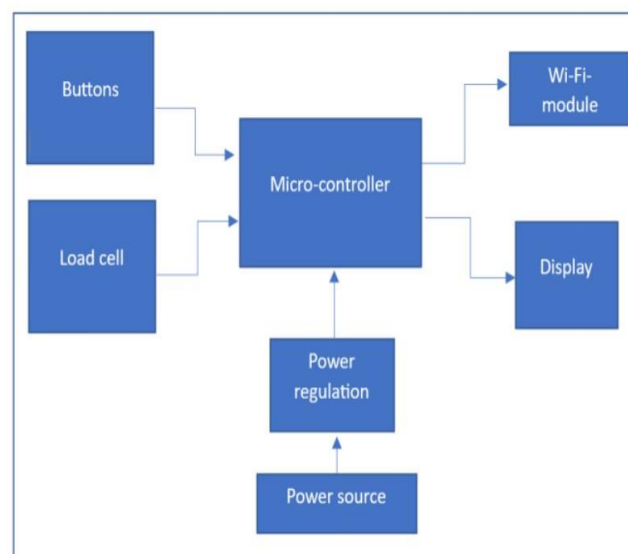 Buttons
Wi-Fi-
module
Micro-controller
Load cell
Display
Power
regulation
Power source